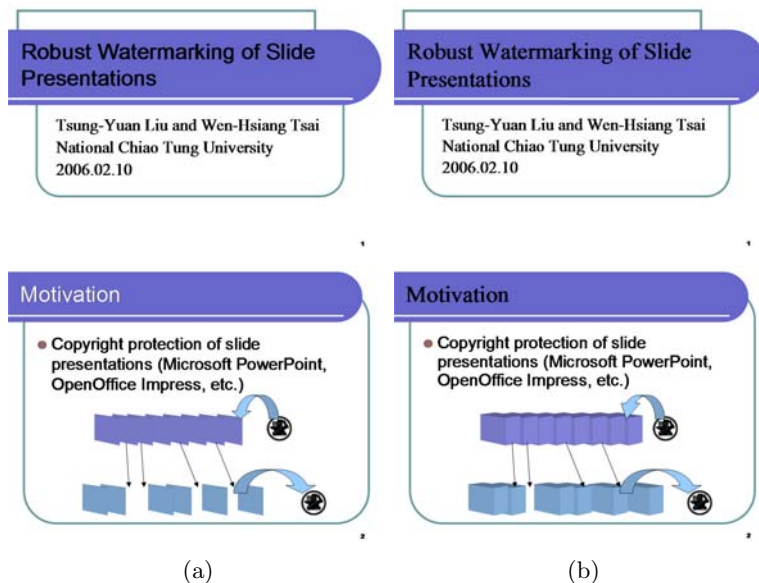 Robust Watermarking of Slide
Presentations
Tsung-Yuan Liu and Wen-Hsiang Tsai
National Chiao Tung University
2006.02.10
1
Robust Watermarking of Slide
Presentations
Tsung-Yuan Liu and Wen-Hsiang Tsai
National Chiao Tung University
2006.02.10
1
Motivation
Copyright protection of slide
presentations (Microsoft PowerPoint,
OpenOffice Impress, etc.)
2
Motivation
Copyright protection of slide
presentations (Microsoft PowerPoint,
OpenOffice Impress, etc.)
2
(a)
(b)